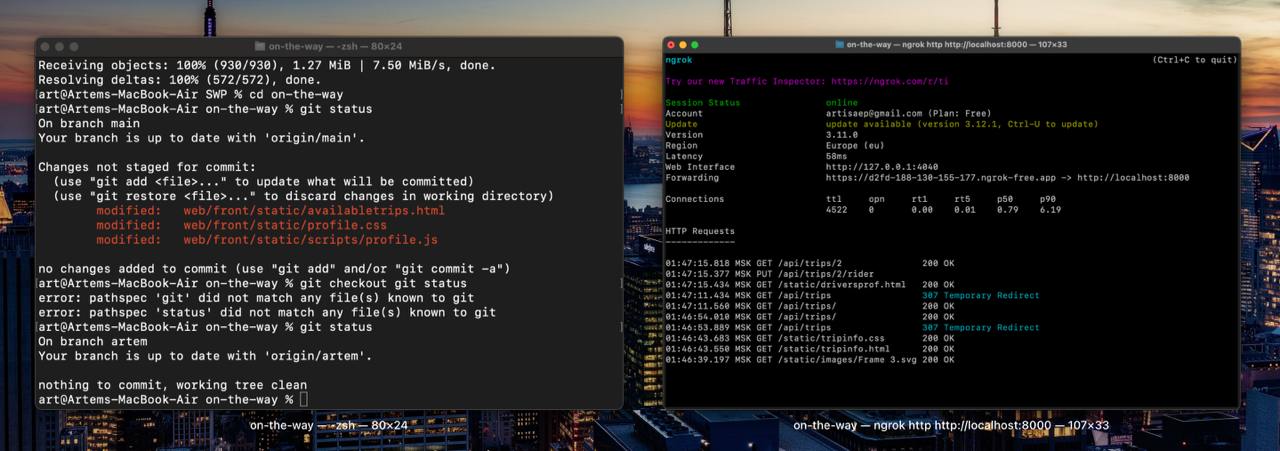 on-the-way — -zsh — 80×24
Receiving objects: 100% (930/930), 1.27 MiB | 7.50 MiB/s, done.
Resolving deltas: 100% (572/572), done.
art@Artems-MacBook-Air SWP % cd on-the-way
art@Artems-MacBook-Air on-the-way % git status
On branch main
Your branch is up to date with 'origin/main'.
Changes not staged for commit:
(use "git add <file>..." to update what will be committed)
(use "git restore <file>..." to discard changes in working directory)
modified: web/front/static/availabletrips.html
modified: web/front/static/profile.css
modified: web/front/static/scripts/profile.js
no changes added to commit (use "git add" and/or "git commit -a")
art@Artems-MacBook-Air on-the-way % git checkout git status
error: pathspec 'git' did not match any file(s) known to git
error: pathspec 'status' did not match any file(s) known to git
art@Artems-MacBook-Air on-the-way % git status
On branch artem
Your branch is up to date with 'origin/artem'.
nothing to commit, working tree clean
art@Artems-MacBook-Air on-the-way %
on-the-way — -zsh — 80×24
on-the-way — ngrok http http://localhost:8000 — 107×33
ngrok (Ctrl+C to quit)
Try our new Traffic Inspector: https://ngrok.com/r/ti
Session Status online
Account artisaep@gmail.com (Plan: Free)
Update update available (version 3.12.1, Ctrl-U to update)
Version 3.11.0
Region Europe (eu)
Latency 58ms
Web Interface http://127.0.0.1:4040
Forwarding https://d2fd-188-130-155-177.ngrok-free.app -> http://localhost:8000
Connections ttl opn rt1 rt5 p50 p90
4522 0 0.00 0.01 0.79 6.19
HTTP Requests
-------------
01:47:15.818 MSK GET /api/trips/2 200 OK
01:47:15.377 MSK PUT /api/trips/2/rider 200 OK
01:47:15.434 MSK GET /static/driversprof.html 200 OK
01:47:11.434 MSK GET /api/trips 307 Temporary Redirect
01:47:11.560 MSK GET /api/trips/ 200 OK
01:46:54.010 MSK GET /api/trips/ 200 OK
01:46:53.889 MSK GET /api/trips 307 Temporary Redirect
01:46:43.683 MSK GET /static/tripinfo.css 200 OK
01:46:43.550 MSK GET /static/tripinfo.html 200 OK
01:46:39.197 MSK GET /static/images/Frame 3.svg 200 OK
on-the-way — ngrok http http://localhost:8000 — 107×33